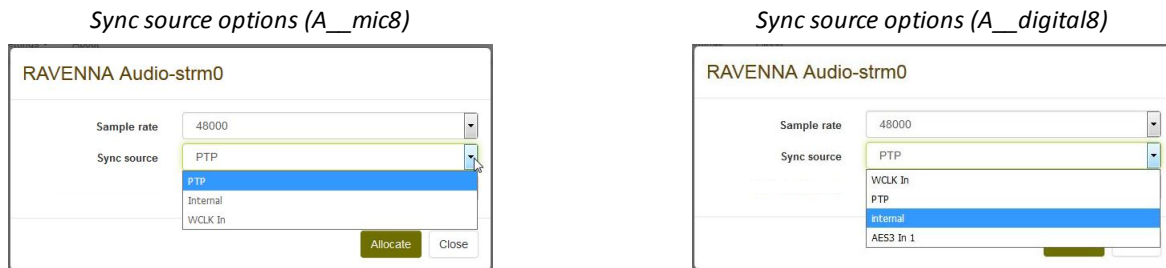 Sync source options (A__mic8)
RAVENNA Audio-strm0
Sample rate 48000
Sync source PTP
PTP
Internal
WCLK In
Allocate Close
Sync source options (A__digital8)
RAVENNA Audio-strm0
Sample rate 48000
Sync source PTP
WCLK In
PTP
internal
AES3 In 1